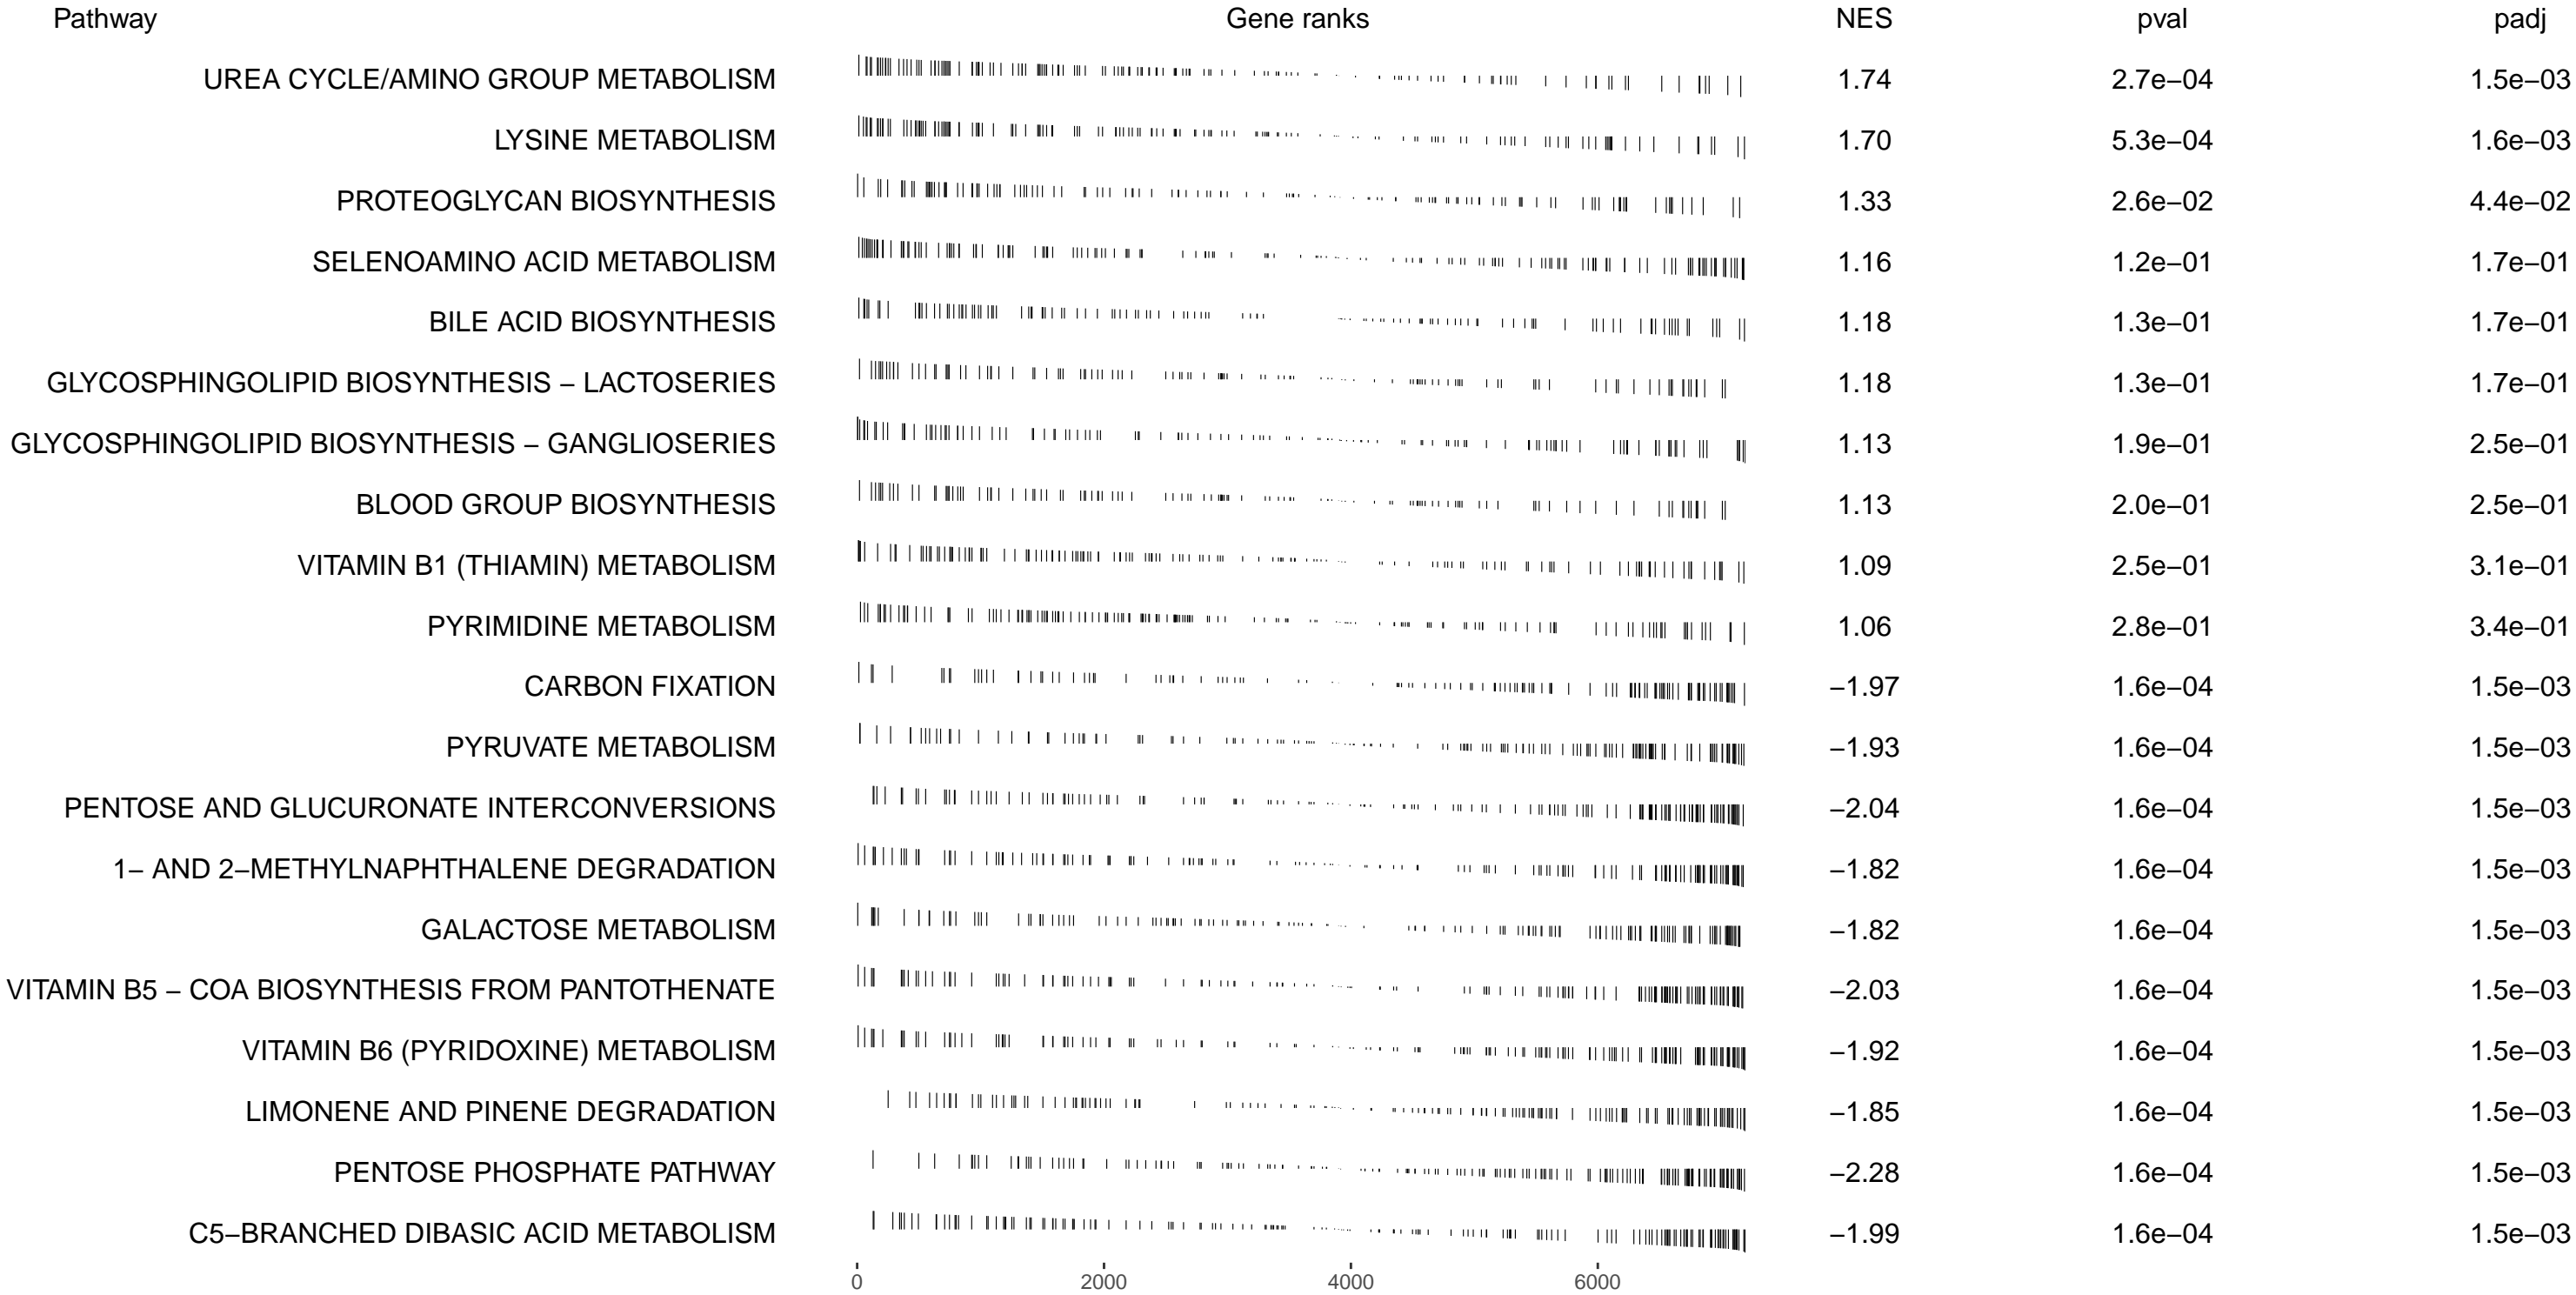 Pathway Gene ranks NES pval padj
UREA CYCLE/AMINO GROUP METABOLISM 1.74 2.7e−04 1.5e−03
LYSINE METABOLISM 1.70 5.3e−04 1.6e−03
PROTEOGLYCAN BIOSYNTHESIS 1.33 2.6e−02 4.4e−02
SELENOAMINO ACID METABOLISM 1.16 1.2e−01 1.7e−01
BILE ACID BIOSYNTHESIS 1.18 1.3e−01 1.7e−01
GLYCOSPHINGOLIPID BIOSYNTHESIS − LACTOSERIES 1.18 1.3e−01 1.7e−01
GLYCOSPHINGOLIPID BIOSYNTHESIS − GANGLIOSERIES 1.13 1.9e−01 2.5e−01
BLOOD GROUP BIOSYNTHESIS 1.13 2.0e−01 2.5e−01
VITAMIN B1 (THIAMIN) METABOLISM 1.09 2.5e−01 3.1e−01
PYRIMIDINE METABOLISM 1.06 2.8e−01 3.4e−01
CARBON FIXATION −1.97 1.6e−04 1.5e−03
PYRUVATE METABOLISM −1.93 1.6e−04 1.5e−03
PENTOSE AND GLUCURONATE INTERCONVERSIONS −2.04 1.6e−04 1.5e−03
1− AND 2−METHYLNAPHTHALENE DEGRADATION −1.82 1.6e−04 1.5e−03
GALACTOSE METABOLISM −1.82 1.6e−04 1.5e−03
VITAMIN B5 − COA BIOSYNTHESIS FROM PANTOTHENATE −2.03 1.6e−04 1.5e−03
VITAMIN B6 (PYRIDOXINE) METABOLISM −1.92 1.6e−04 1.5e−03
LIMONENE AND PINENE DEGRADATION −1.85 1.6e−04 1.5e−03
PENTOSE PHOSPHATE PATHWAY −2.28 1.6e−04 1.5e−03
C5−BRANCHED DIBASIC ACID METABOLISM −1.99 1.6e−04 1.5e−03
0 2000 4000 6000